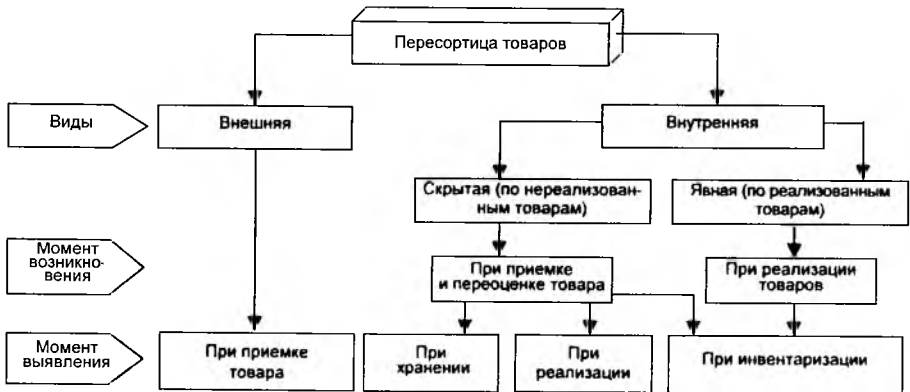 Пересортица товаров
Виды
Внешняя
Внутренняя
Скрытая (по нереализован-
ным товарам)
Явная (по реализованным
товарам)
Момент
возникно-
вения
При приемке
и переоценке товара
При реализации
товаров
Момент
выявления
При приемке
товара
При
хранении
При
реализации
При инвентаризации